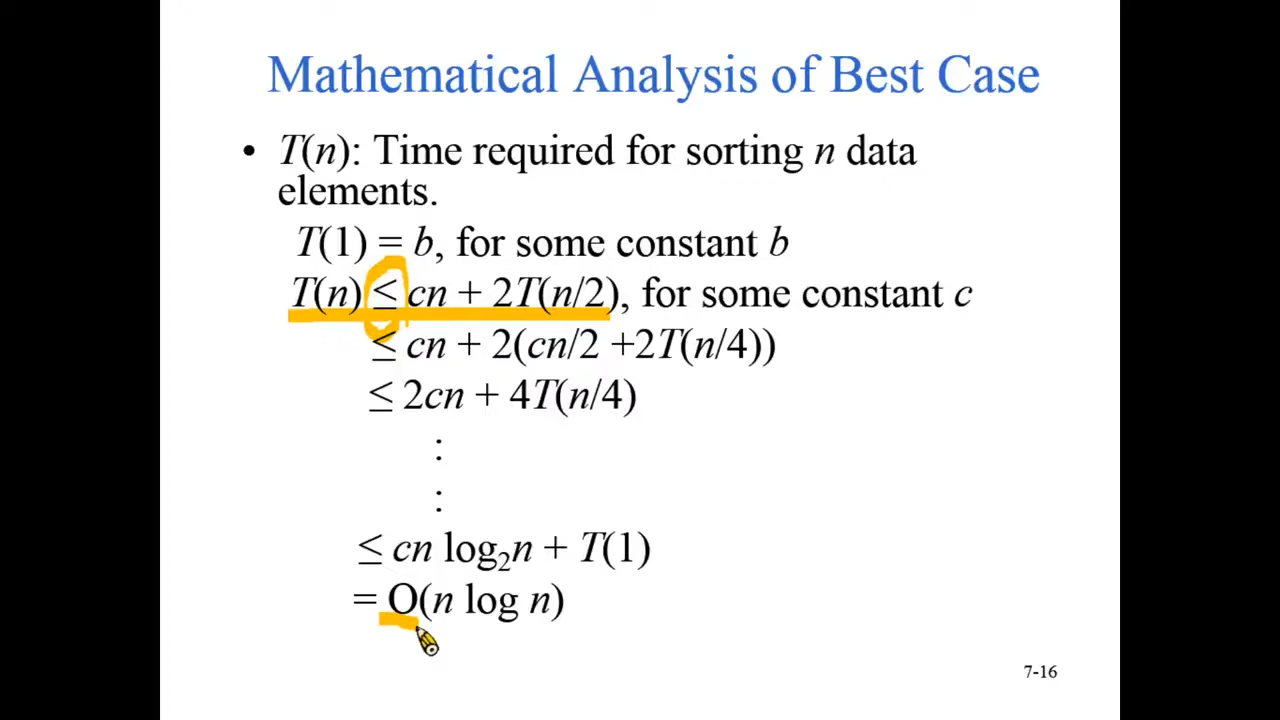 Mathematical Analysis of Best Case
• T(n): Time required for sorting n data
elements.
T(1) = b, for some constant b
T(n) ≤ cn + 2T(n/2), for some constant c
≤ cn + 2(cn/2 +2T(n/4))
≤ 2cn + 4T(n/4)
:
:
≤ cn log₂n + T(1)
= O(n log n)
7-16